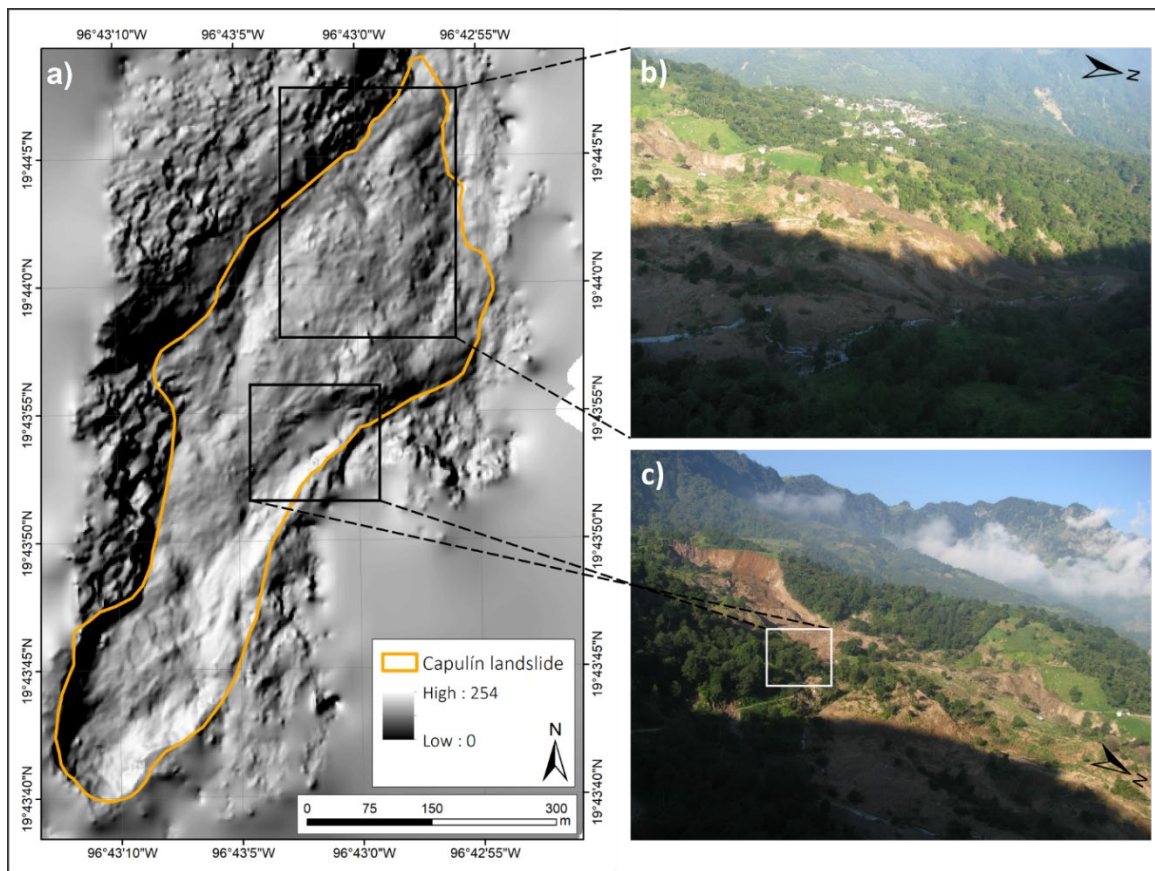 a)
96°43'10"W 96°43'5"W 96°43'0"W 96°42'55"W
19°44'5"N 19°44'5"N
19°44'0"N 19°44'0"N
19°43'55"N 19°43'55"N
19°43'50"N 19°43'50"N
19°43'45"N 19°43'45"N
19°43'40"N 19°43'40"N
Capulín landslide
High : 254
Low : 0
N
0 75 150 300
m
96°43'10"W 96°43'5"W 96°43'0"W 96°42'55"W
b)
N
c)
N